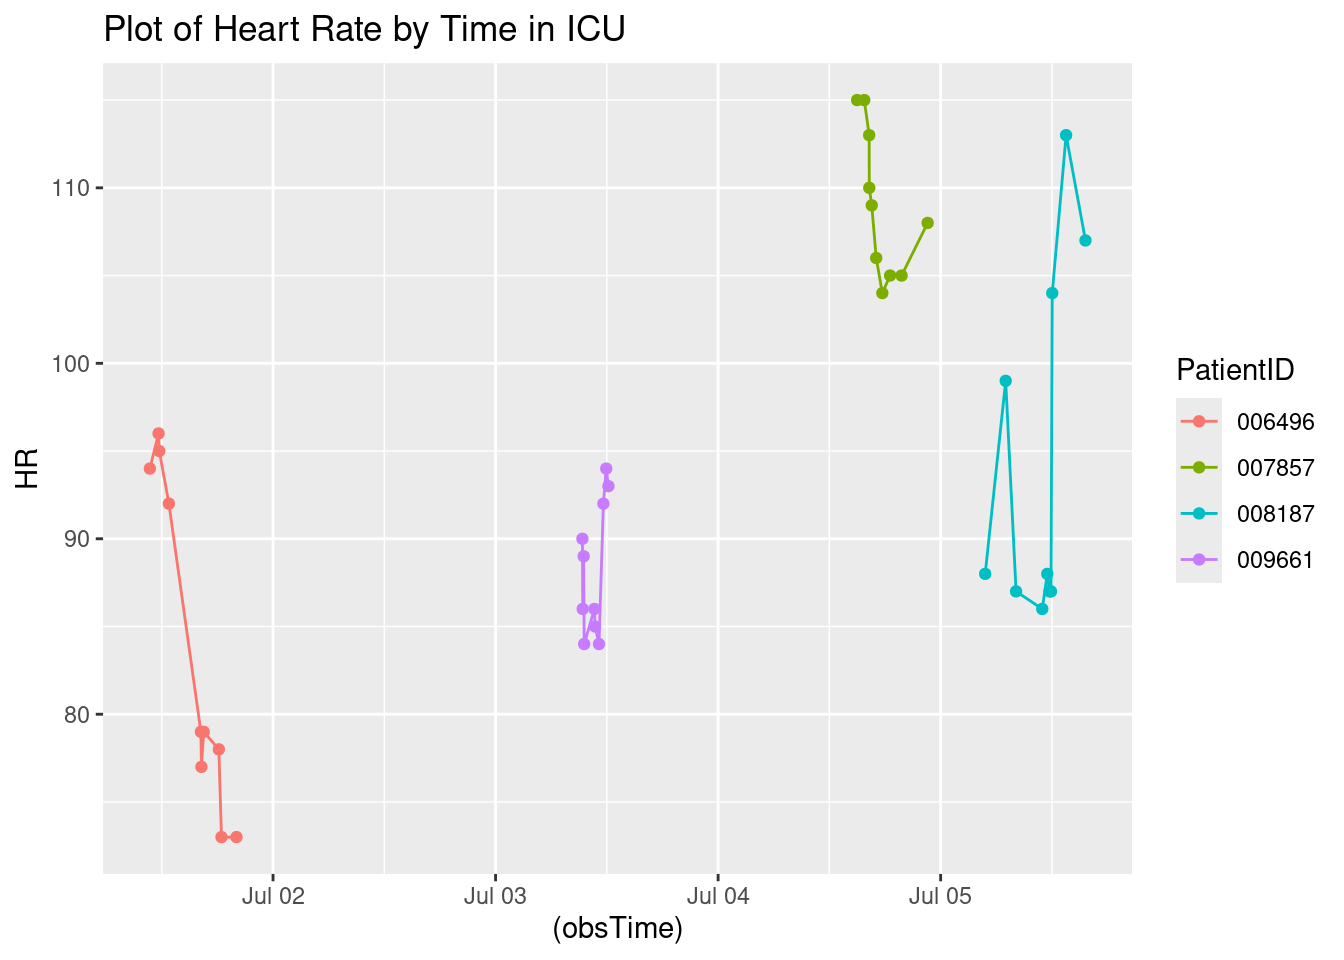 Plot of Heart Rate by Time in ICU
HR
110
100
90
80
Jul 02
Jul 03
Jul 04
Jul 05
(obsTime)
PatientID
006496
007857
008187
009661